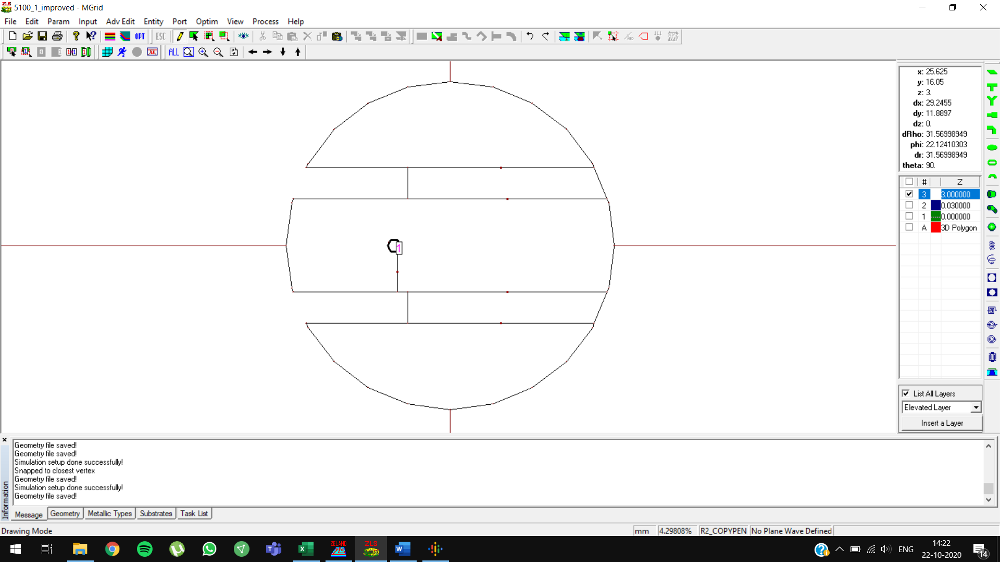 5100_1_improved - MGrid
File Edit Param Input Adv Edit Entity Port Optim View Process Help
OPT ESC
ALL
x: 25.625
y: 16.05
z: 3.
dx: 29.2455
dy: 11.8897
dz: 0.
dRho: 31.56998949
phi: 22.12410303
dr: 31.56998949
theta: 90.
# Z
3 3.000000
2 0.030000
1 0.000000
A 3D Polygon
1
List All Layers
Elevated Layer
Insert a Layer
Information
Geometry file saved!
Geometry file saved!
Simulation setup done successfully!
Snapped to closest vertex
Geometry file saved!
Simulation setup done successfully!
Geometry file saved!
Message Geometry Metallic Types Substrates Task List
Drawing Mode mm 4.29808% R2_COPYPEN No Plane Wave Defined
ZELAND ZLS
ENG 14:22
22-10-2020
14